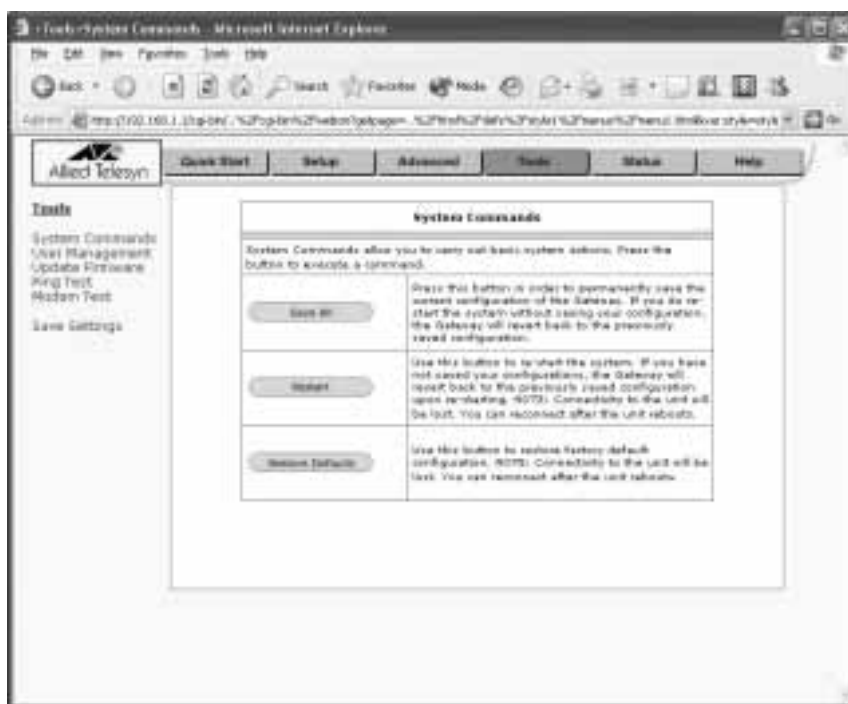 Tools-System Commands - Microsoft Internet Explorer
File Edit View Favorites Tools Help
Back Search Favorites Media
Address
Allied Telesyn
Quick Start Setup Advanced Tools Status Help
Tools
System Commands
User Management
Update Firmware
Ping Test
Modem Test
Save Settings
System Commands
System Commands allow you to carry out basic system actions. Press the
button to execute a command.
Save All
Press this button in order to permanently save the
current configuration of the Gateway. If you do re-
start the system without saving your configuration,
the Gateway will revert back to the previously
saved configuration.
Restart
Use this button to re-start the system. If you have
not saved your configurations, the Gateway will
revert back to the previously saved configuration
upon re-starting. NOTE: Connectivity to the unit will
be lost. You can reconnect after the unit reboots.
Restore Defaults
Use this button to restore factory default
configuration. NOTE: Connectivity to the unit will be
lost. You can reconnect after the unit reboots.